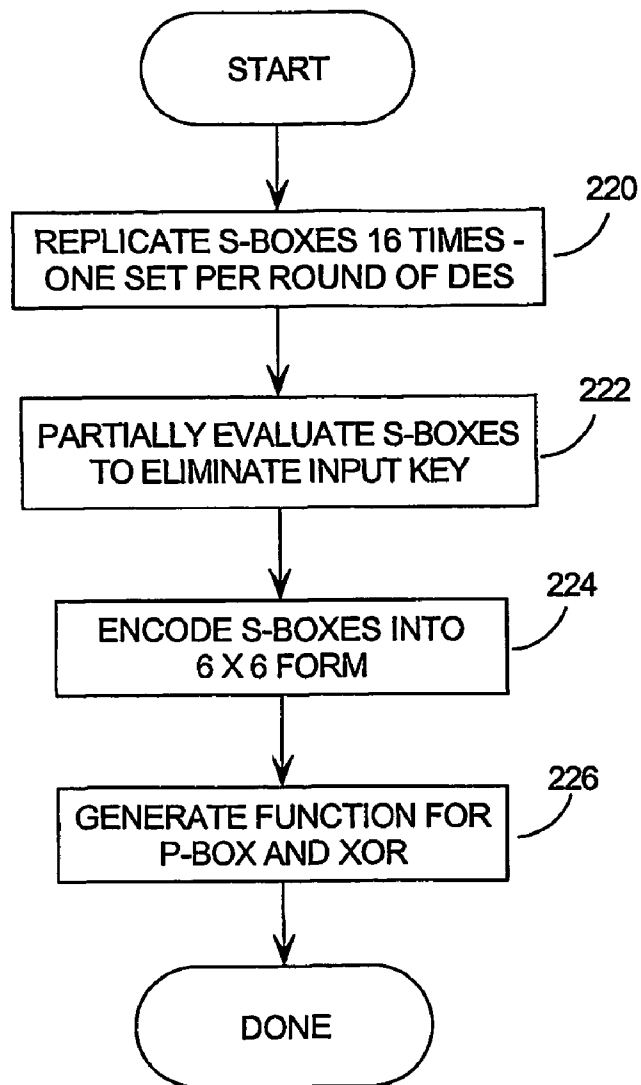 START
220
REPLICATE S-BOXES 16 TIMES -
ONE SET PER ROUND OF DES
222
PARTIALLY EVALUATE S-BOXES
TO ELIMINATE INPUT KEY
224
ENCODE S-BOXES INTO
6 X 6 FORM
226
GENERATE FUNCTION FOR
P-BOX AND XOR
DONE